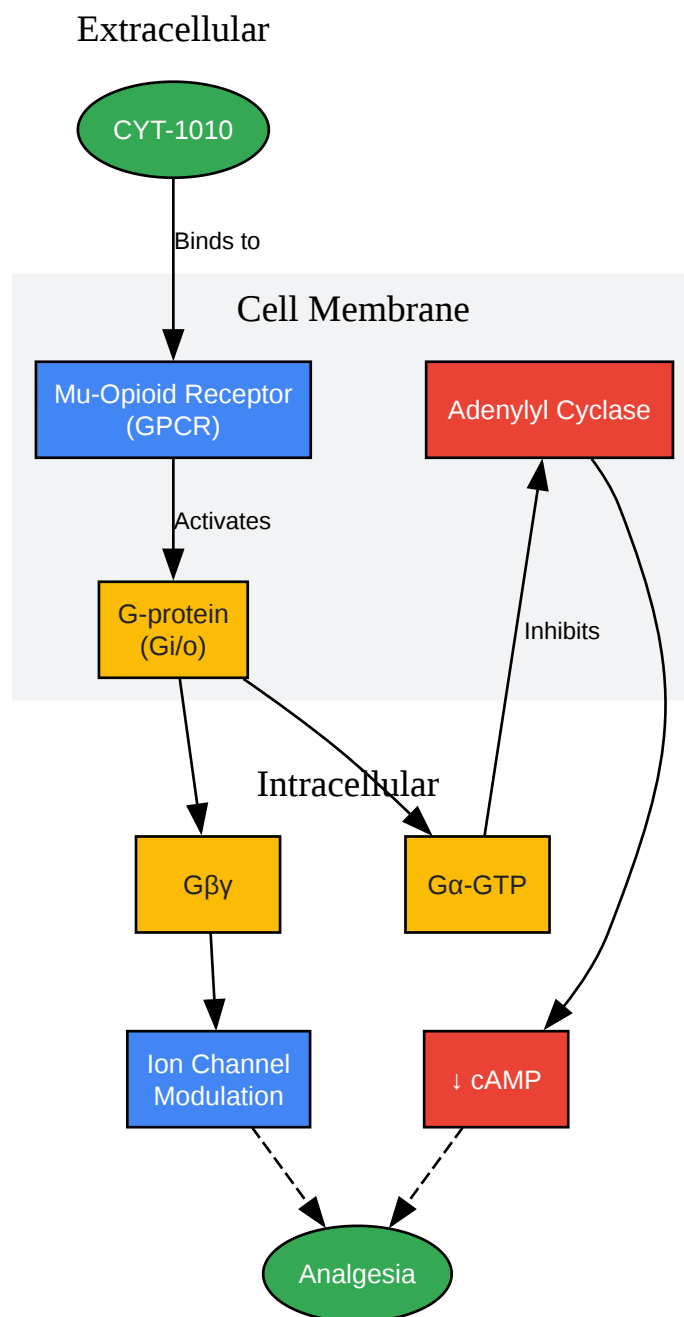 Extracellular
CYT-1010
Binds to
Cell Membrane
Mu-Opioid Receptor
(GPCR)
Adenylyl Cyclase
Activates
G-protein
(Gi/o)
Inhibits
Intracellular
Gβγ
Gα-GTP
Ion Channel
Modulation
↓ cAMP
Analgesia